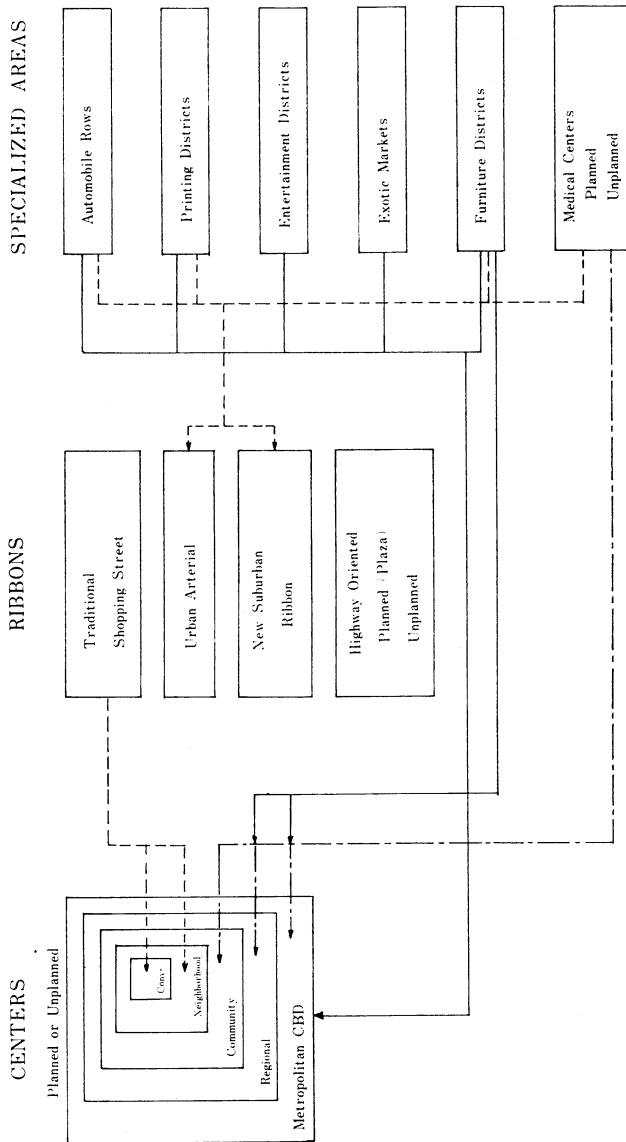 CENTERS
Planned or Unplanned
Conv.
Neighborhood
Community
Regional
Metropolitan CBD
RIBBONS
Traditional
Shopping Street
Urban Arterial
New Suburban
Ribbon
Highway Oriented
Planned (Plaza)
Unplanned
SPECIALIZED AREAS
Automobile Rows
Printing Districts
Entertainment Districts
Exotic Markets
Furniture Districts
Medical Centers
Planned
Unplanned